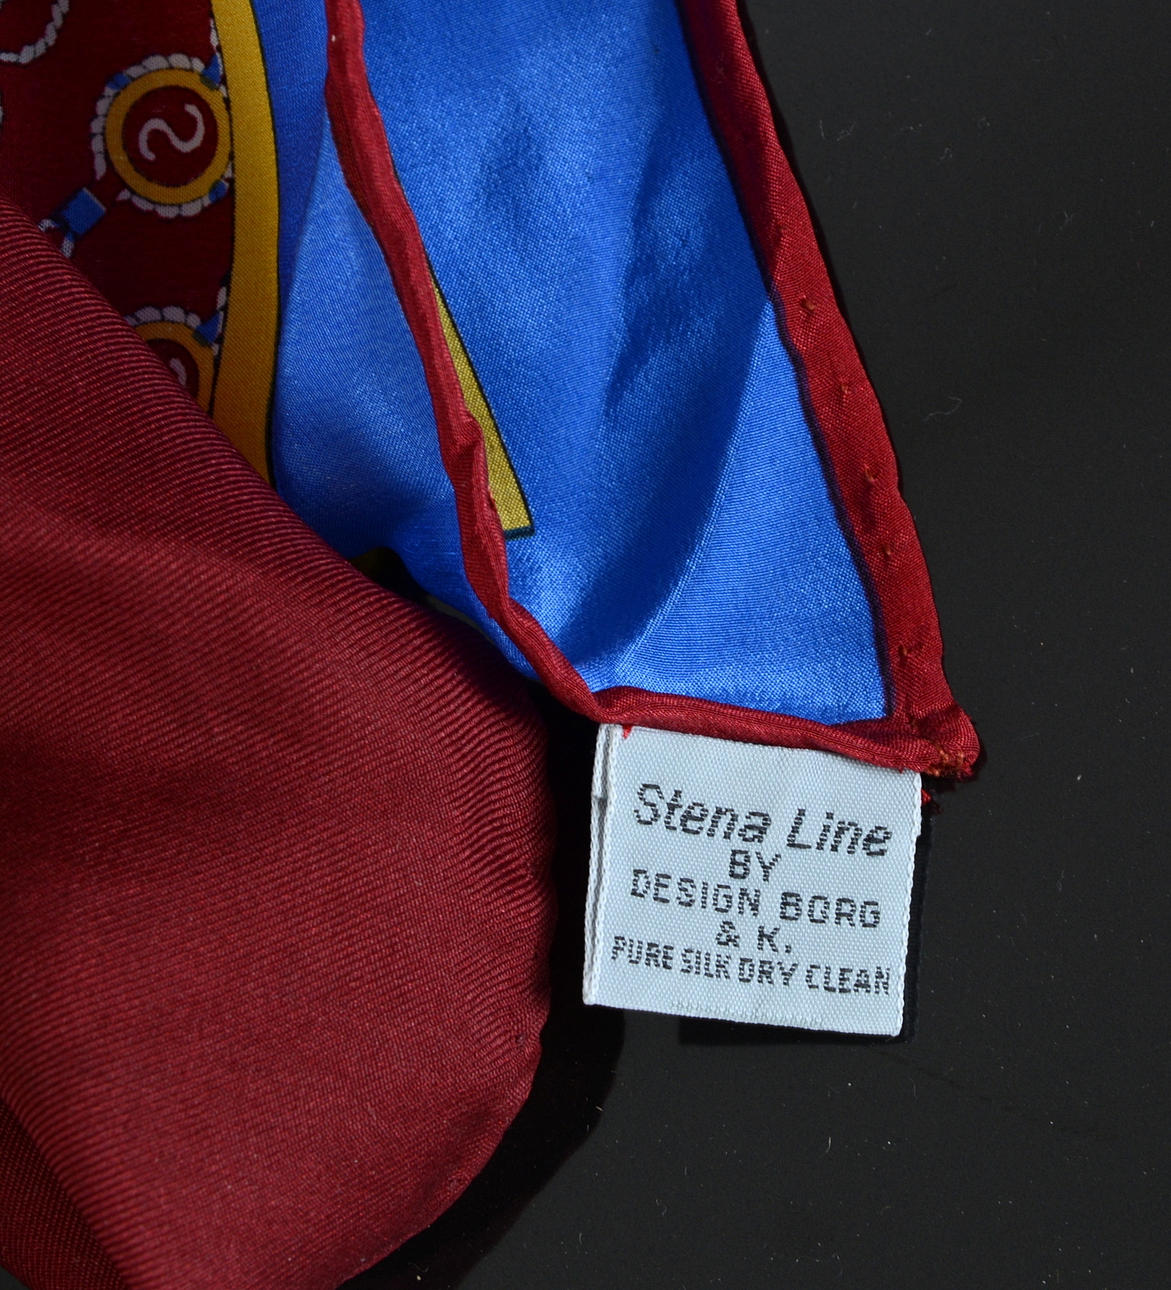 Stena Line
BY
DESIGN BORG
& K.
PURE SILK DRY CLEAN